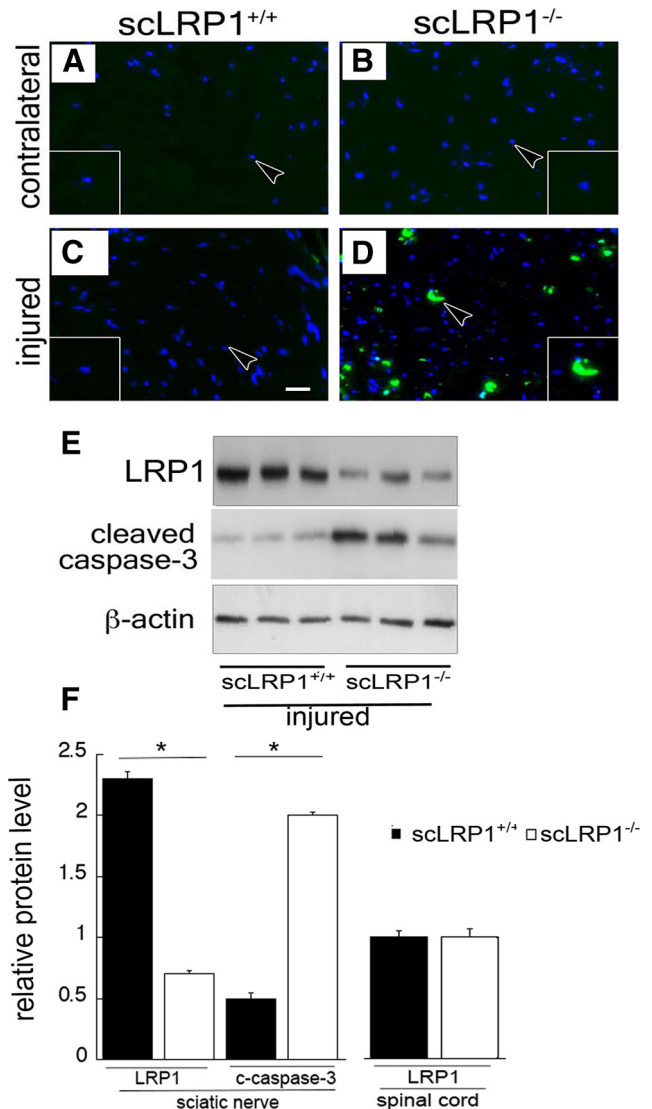 scLRP1+/+ scLRP1-/-
contralateral
A B
injured
C D
E
LRP1
cleaved
caspase-3
β-actin
scLRP1+/+ scLRP1-/-
injured
F
relative protein level
2.5
2
1.5
1
0.5
0
* *
scLRP1+/+ scLRP1-/-
LRP1 c-caspase-3 LRP1
sciatic nerve spinal cord